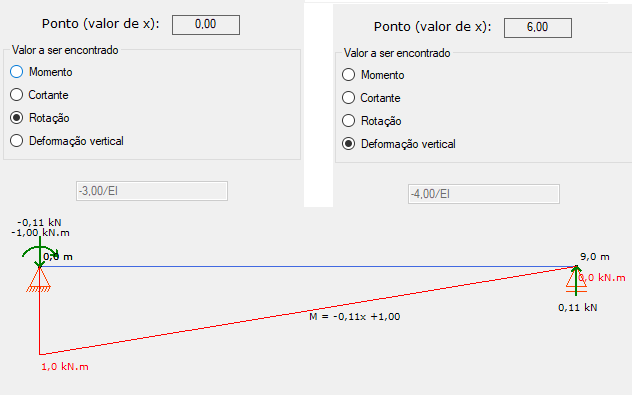 Ponto (valor de x): 0,00
Valor a ser encontrado
Momento
Cortante
Rotação
Deformação vertical
-3,00/EI
Ponto (valor de x): 6,00
Valor a ser encontrado
Momento
Cortante
Rotação
Deformação vertical
-4,00/EI
-0,11 kN
-1,00 kN.m
0,0 m
9,0 m
0,0 kN.m
0,11 kN
M = -0,11x +1,00
1,0 kN.m